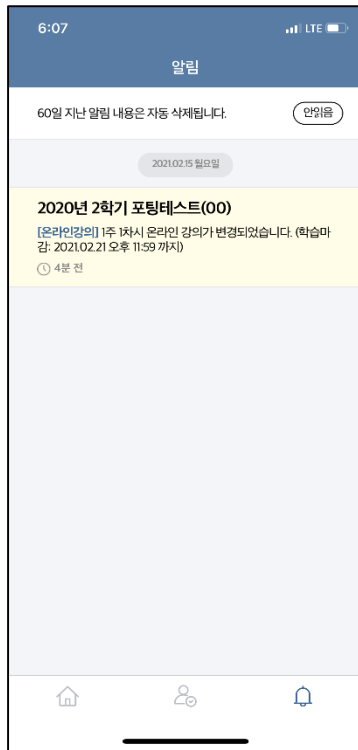 6:07
LTE
알림
60일 지난 알림 내용은 자동 삭제됩니다.
안읽음
2021.02.15 월요일
2020년 2학기 포팅테스트(00)
[온라인강의] 1주 1차시 온라인 강의가 변경되었습니다. (학습마
감: 2021.02.21 오후 11:59 까지)
4분 전